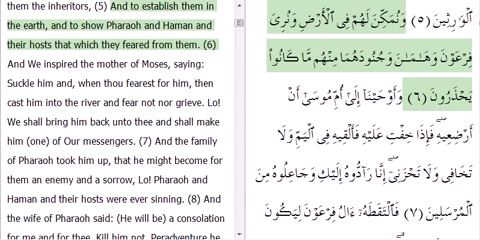 them the inheritors, (5) And to establish them in
the earth, and to show Pharaoh and Haman and
their hosts that which they feared from them. (6)
And We inspired the mother of Moses, saying:
Suckle him and, when thou fearest for him, then
cast him into the river and fear not nor grieve. Lo!
We shall bring him back unto thee and shall make
him (one) of Our messengers. (7) And the family
of Pharaoh took him up, that he might become for
them an enemy and a sorrow, Lo! Pharaoh and
Haman and their hosts were ever sinning. (8) And
the wife of Pharaoh said: (He will be) a consolation
for me and for thee. Kill him not. Peradventure he
ٱلْوَٰرِثِينَ (٥) وَنُمَكِّنَ لَهُمْ فِى ٱلْأَرْضِ وَنُرِىَ
فِرْعَوْنَ وَهَـٰمَـٰنَ وَجُنُودَهُمَا مِنْهُم مَّا كَانُوا۟
يَحْذَرُونَ (٦) وَأَوْحَيْنَآ إِلَىٰٓ أُمِّ مُوسَىٰٓ أَنْ
أَرْضِعِيهِ ۖ فَإِذَا خِفْتِ عَلَيْهِ فَأَلْقِيهِ فِى ٱلْيَمِّ وَلَا
تَخَافِى وَلَا تَحْزَنِىٓ ۖ إِنَّا رَآدُّوهُ إِلَيْكِ وَجَاعِلُوهُ مِنَ
ٱلْمُرْسَلِينَ (٧) فَٱلْتَقَطَهُۥٓ ءَالُ فِرْعَوْنَ لِيَكُونَ